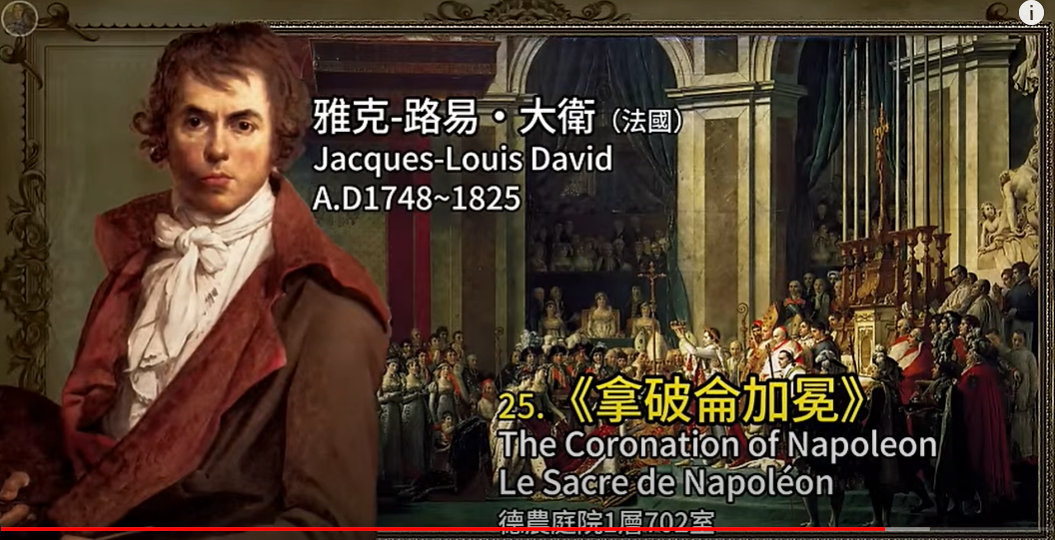 雅克-路易・大衛（法國）
Jacques-Louis David
A.D1748~1825
25.《拿破侖加冕》
The Coronation of Napoleon
Le Sacre de Napoléon
德農庭院1層702室